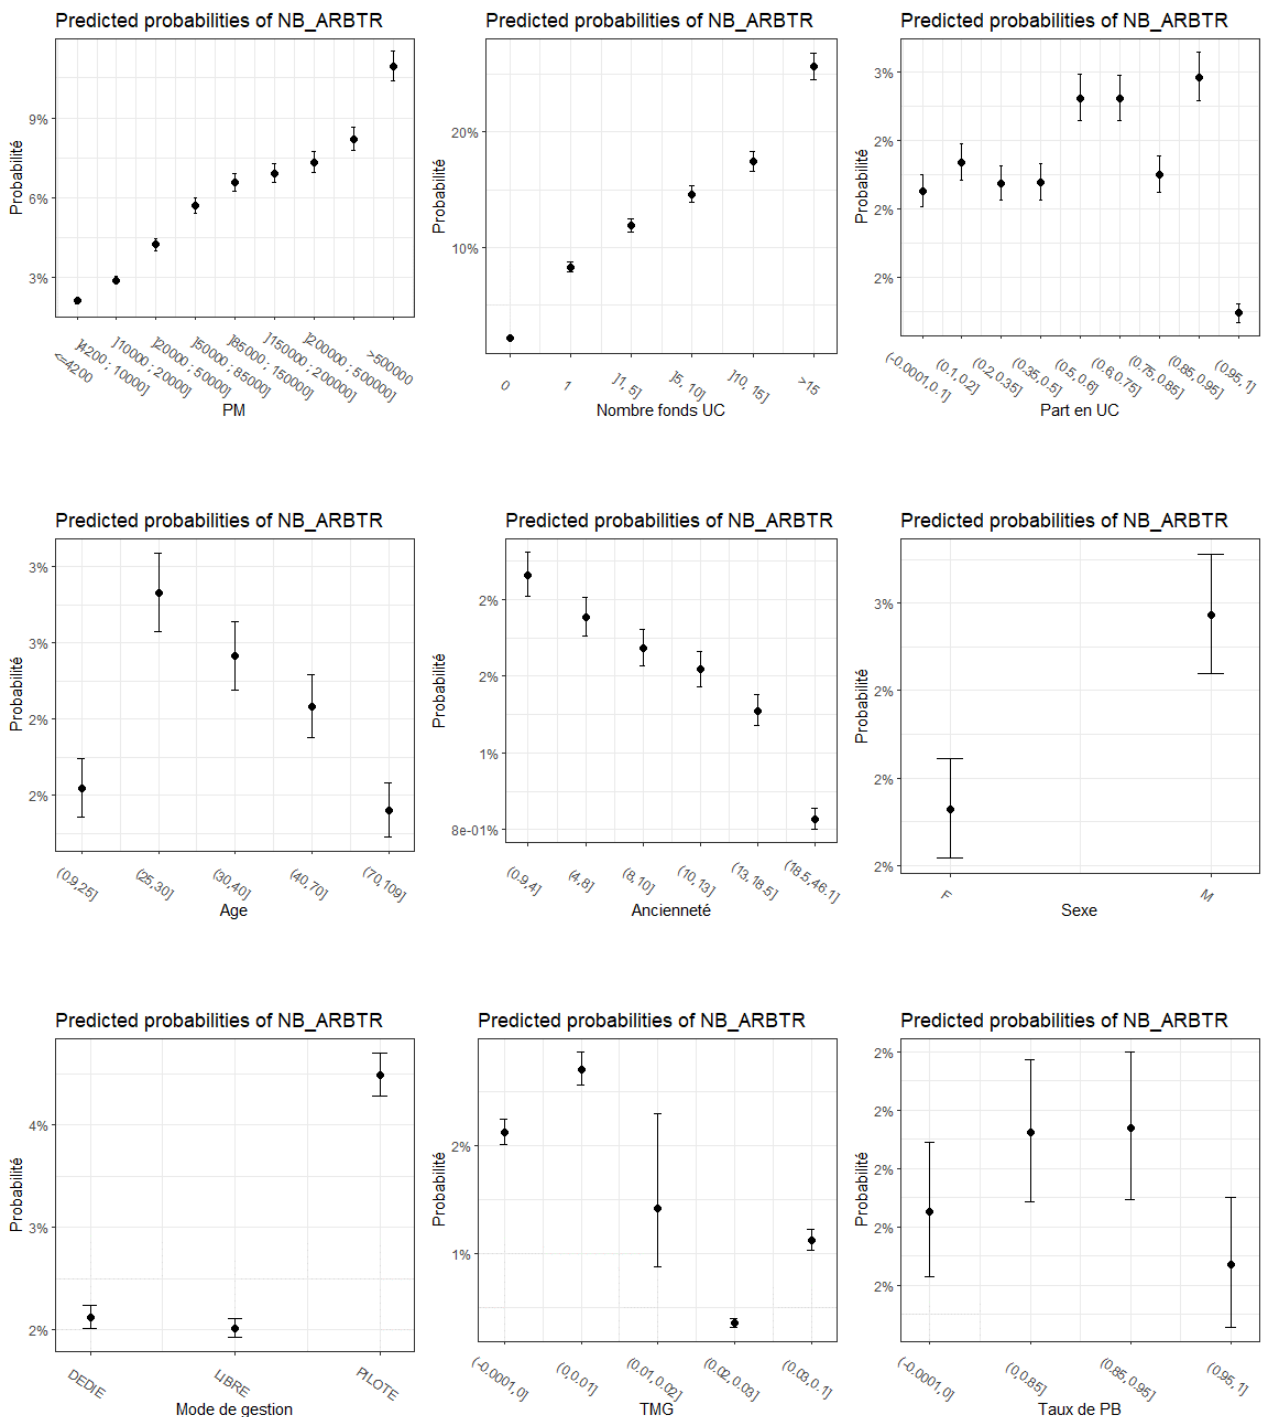 Predicted probabilities of NB_ARBTR
Probabilité
9%
6%
3%
<=4200
]4200 ; 10000]
]10000 ; 20000]
]20000 ; 50000]
]50000 ; 85000]
]85000 ; 150000]
]150000 ; 200000]
]200000 ; 500000]
>500000
PM
Predicted probabilities of NB_ARBTR
Probabilité
20%
10%
0
1
]1, 5]
]5, 10]
]10, 15]
>15
Nombre fonds UC
Predicted probabilities of NB_ARBTR
Probabilité
3%
2%
2%
2%
(-0.0001,0.1]
(0.1,0.2]
(0.2,0.35]
(0.35,0.5]
(0.5,0.6]
(0.6,0.75]
(0.75,0.85]
(0.85,0.95]
(0.95,1]
Part en UC
Predicted probabilities of NB_ARBTR
Probabilité
3%
3%
2%
2%
(0.9,25]
(25,30]
(30,40]
(40,70]
(70,109]
Age
Predicted probabilities of NB_ARBTR
Probabilité
2%
2%
1%
8e-01%
(0.9,4]
(4,8]
(8,10]
(10,13]
(13,18.5]
(18.5,46.1]
Ancienneté
Predicted probabilities of NB_ARBTR
Probabilité
3%
2%
2%
2%
F
M
Sexe
Predicted probabilities of NB_ARBTR
Probabilité
4%
3%
2%
DEDIE
LIBRE
PILOTE
Mode de gestion
Predicted probabilities of NB_ARBTR
Probabilité
2%
1%
(-0.0001,0]
(0,0.01]
(0.01,0.02]
(0.02,0.03]
(0.03,0.1]
TMG
Predicted probabilities of NB_ARBTR
Probabilité
2%
2%
2%
2%
2%
(-0.0001,0]
(0,0.85]
(0.85,0.95]
(0.95,1]
Taux de PB